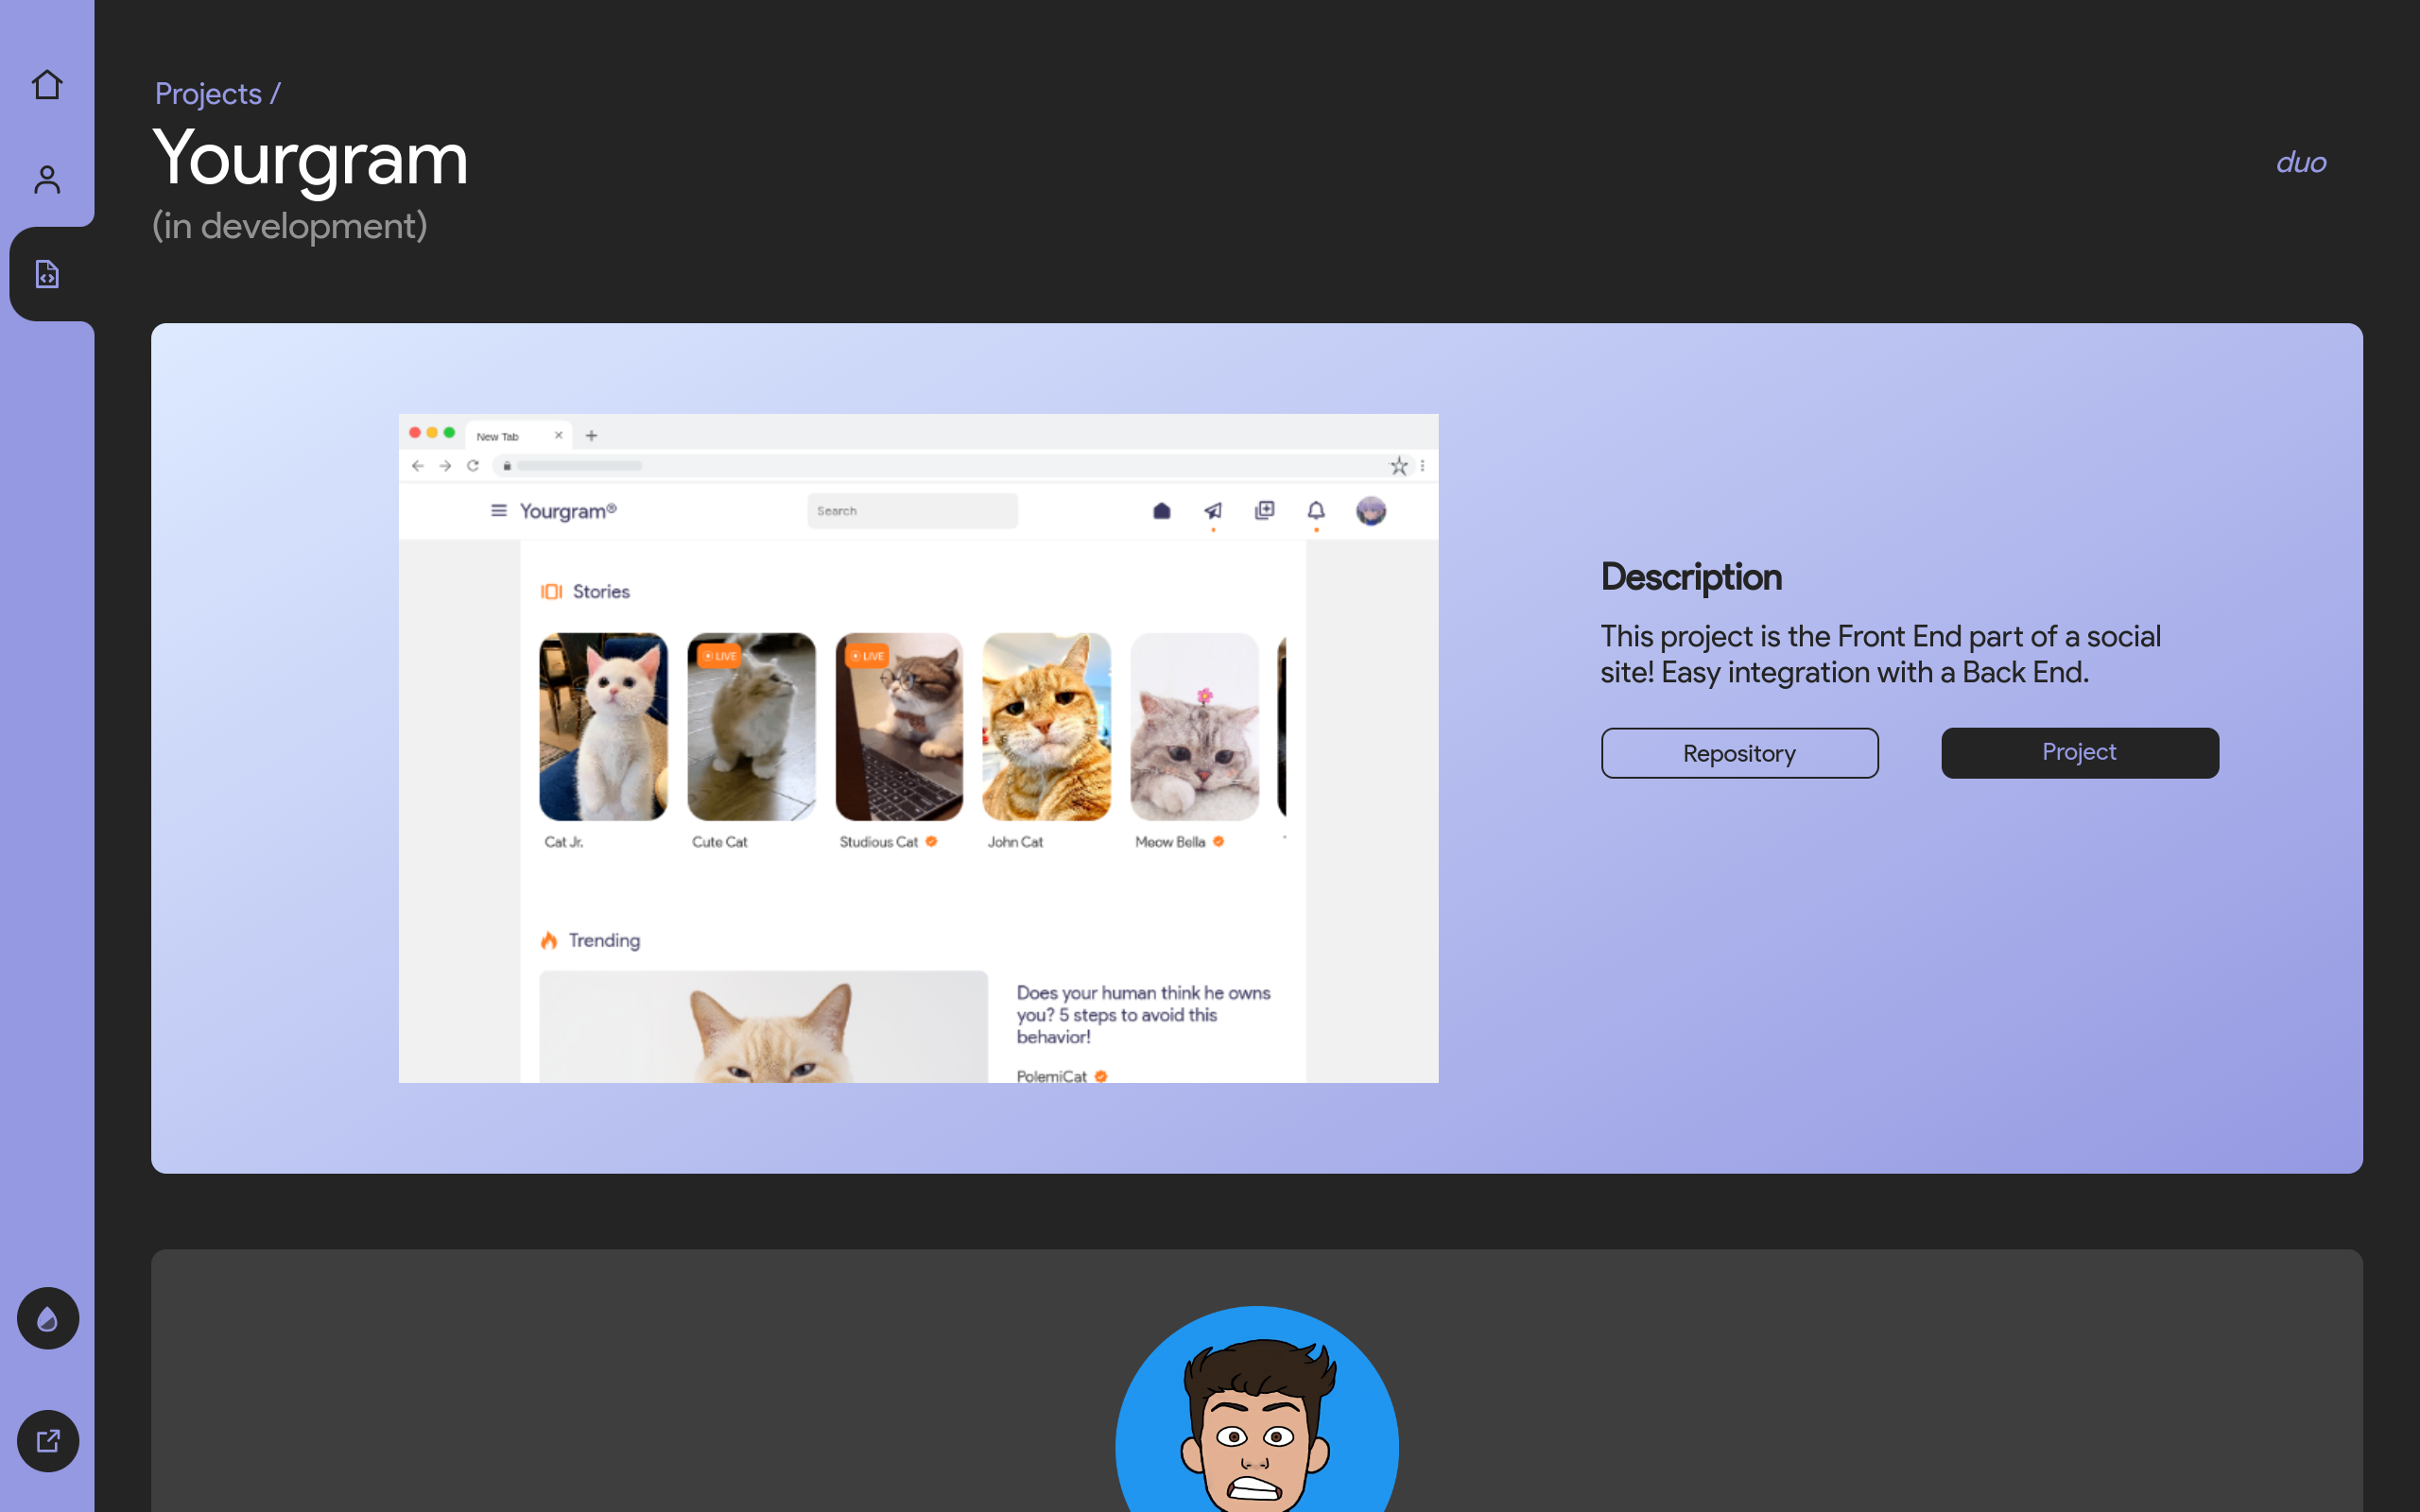 Projects /
Yourgram
(in development)
duo
New Tab
Yourgram®
Search
Stories
LIVE
LIVE
Cat Jr.
Cute Cat
Studious Cat
John Cat
Meow Bella
Trending
Does your human think he owns
you? 5 steps to avoid this
behavior!
PolemiCat
Description
This project is the Front End part of a social
site! Easy integration with a Back End.
Repository
Project